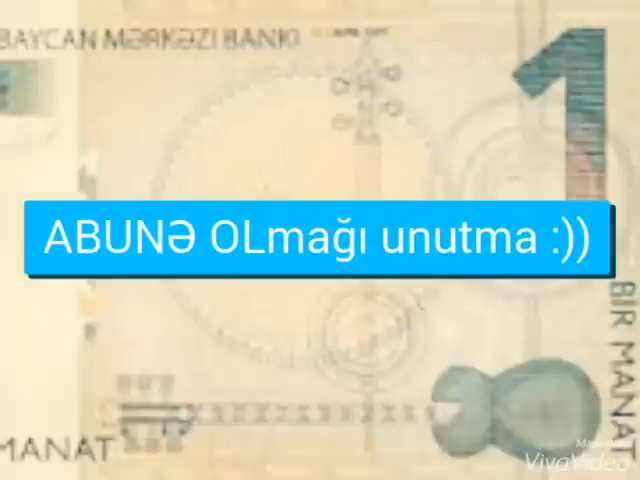 BAYCAN MƏRKƏZİ BANKI
1
ABUNƏ OLmağı unutma :))
BİR MANAT
MANAT
VivaVideo